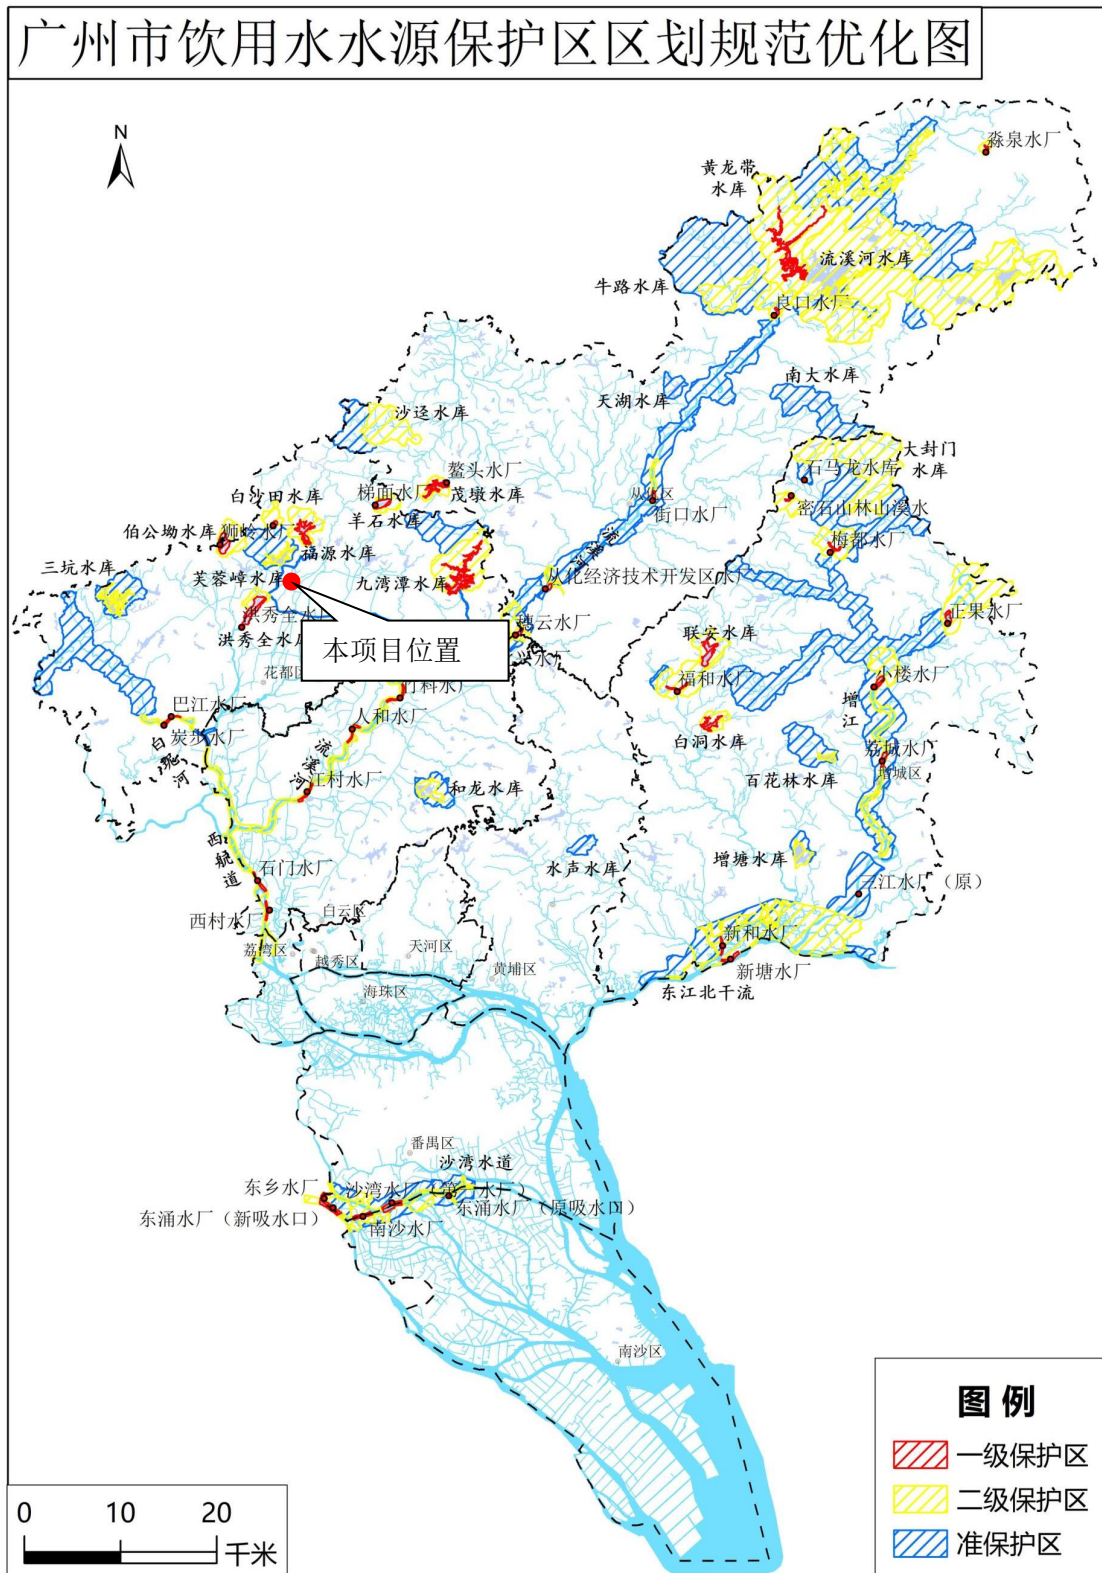 广州市饮用水水源保护区区划规范优化图
N
淼泉水厂
黄龙带
水库
流溪河水库
牛路水库
良口水厂
南大水库
天湖水库
沙迳水库
大封门
水库
石马龙水库
鳌头水厂
梯面水厂
茂墩水库
白沙田水库
羊石水库
密石山林山溪水
街口水厂
伯公坳水库
狮岭水厂
福源水库
梅都水厂
流溪河
三坑水库
芙蓉嶂水库
九湾潭水库
从化经济技术开发区水厂
洪秀全水
洪秀全水库
穗云水厂
正果水厂
联安水库
本项目位置
水厂
花都区
福和水厂
小楼水厂
竹料水厂
巴江水厂
人和水厂
增江
炭步水厂
白洞水库
白坭河
流溪河
荔城水厂
增城区
百花林水库
江村水厂
和龙水库
西航道
水声水库
增塘水库
石门水厂
三江水厂（原）
西村水厂
白云区
新和水厂
荔湾区
越秀区
天河区
黄埔区
新塘水厂
东江北干流
海珠区
番禺区
沙湾水道
东乡水厂
沙湾水厂
东涌水厂（原吸水口）
东涌水厂（新吸水口）
南沙水厂
南沙区
图 例
一级保护区
二级保护区
准保护区
0 10 20
千米